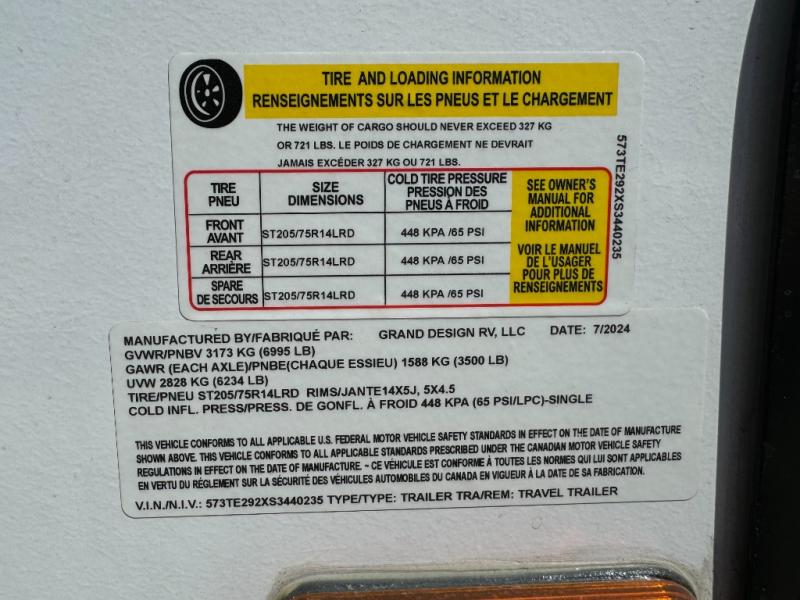 TIRE AND LOADING INFORMATION
RENSEIGNEMENTS SUR LES PNEUS ET LE CHARGEMENT
THE WEIGHT OF CARGO SHOULD NEVER EXCEED 327 KG
OR 721 LBS. LE POIDS DE CHARGEMENT NE DEVRAIT
JAMAIS EXCÉDER 327 KG OU 721 LBS.
TIRE
PNEU
SIZE
DIMENSIONS
COLD TIRE PRESSURE
PRESSION DES
PNEUS À FROID
FRONT
AVANT
ST205/75R14LRD
448 KPA /65 PSI
REAR
ARRIÈRE
ST205/75R14LRD
448 KPA /65 PSI
SPARE
DE SECOURS
ST205/75R14LRD
448 KPA /65 PSI
SEE OWNER'S
MANUAL FOR
ADDITIONAL
INFORMATION
VOIR LE MANUEL
DE L'USAGER
POUR PLUS DE
RENSEIGNEMENTS
573TE292XS3440235
MANUFACTURED BY/FABRIQUÉ PAR: GRAND DESIGN RV, LLC DATE: 7/2024
GVWR/PNBV 3173 KG (6995 LB)
GAWR (EACH AXLE)/PNBE(CHAQUE ESSIEU) 1588 KG (3500 LB)
UVW 2828 KG (6234 LB)
TIRE/PNEU ST205/75R14LRD RIMS/JANTE14X5J, 5X4.5
COLD INFL. PRESS/PRESS. DE GONFL. À FROID 448 KPA (65 PSI/LPC)-SINGLE
THIS VEHICLE CONFORMS TO ALL APPLICABLE U.S. FEDERAL MOTOR VEHICLE SAFETY STANDARDS IN EFFECT ON THE DATE OF MANUFACTURE
SHOWN ABOVE. THIS VEHICLE CONFORMS TO ALL APPLICABLE STANDARDS PRESCRIBED UNDER THE CANADIAN MOTOR VEHICLE SAFETY
REGULATIONS IN EFFECT ON THE DATE OF MANUFACTURE. ~ CE VÉHICULE EST CONFORME À TOUTES LES NORMES QUI LUI SONT APPLICABLES
EN VERTU DU RÉGLEMENT SUR LA SÉCURITÉ DES VÉHICULES AUTOMOBILES DU CANADA EN VIGUEUR À LA DATE DE SA FABRICATION.
V.I.N./N.I.V.: 573TE292XS3440235 TYPE/TYPE: TRAILER TRA/REM: TRAVEL TRAILER